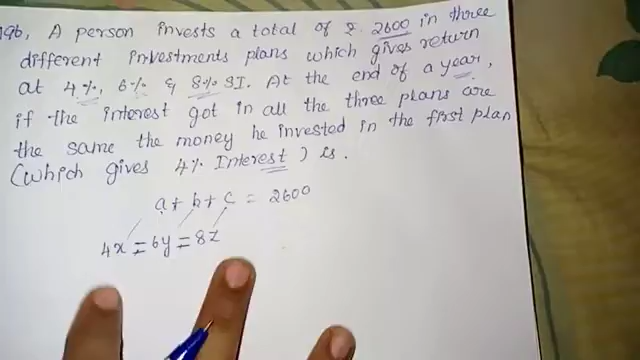 196, A person invests a total of ₹. 2600 in three
different investments plans which gives return
at 4%, 6% & 8% SI. At the end of a year,
if the interest got in all the three plans are
the same the money he invested in the first plan
(which gives 4% Interest) is.
a + b + c = 2600
4x = 6y = 8z